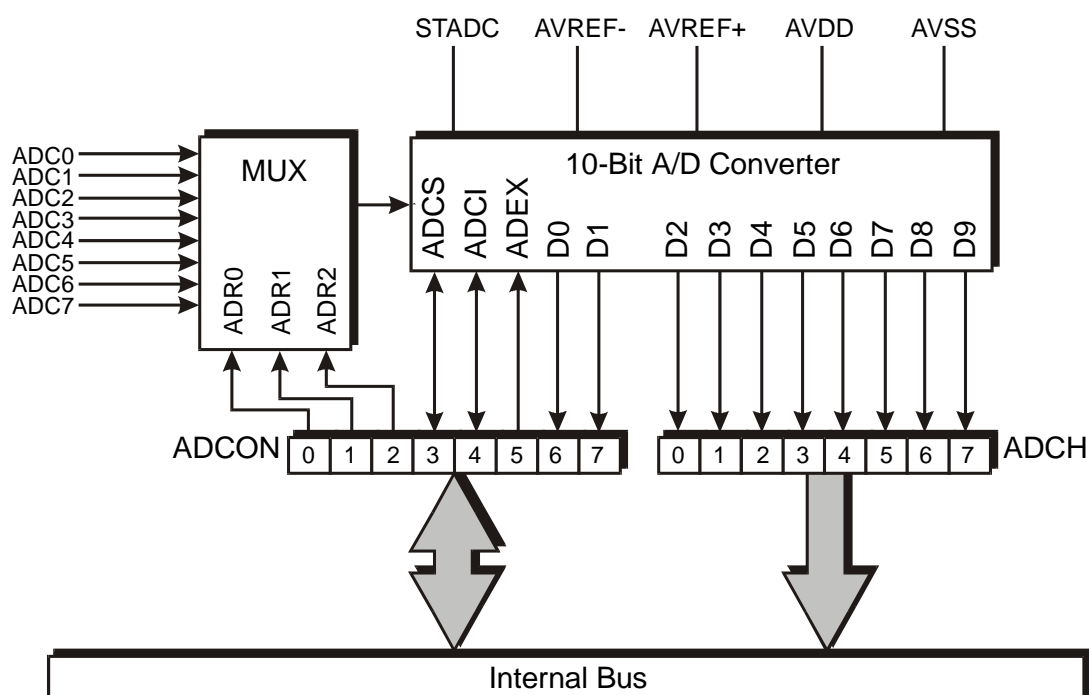 STADC AVREF- AVREF+ AVDD AVSS
10-Bit A/D Converter
MUX
ADC0
ADC1
ADC2
ADC3
ADC4
ADC5
ADC6
ADC7
ADR0 ADR1 ADR2
ADCS ADCI ADEX D0 D1 D2 D3 D4 D5 D6 D7 D8 D9
ADCON 0 1 2 3 4 5 6 7
0 1 2 3 4 5 6 7 ADCH
Internal Bus